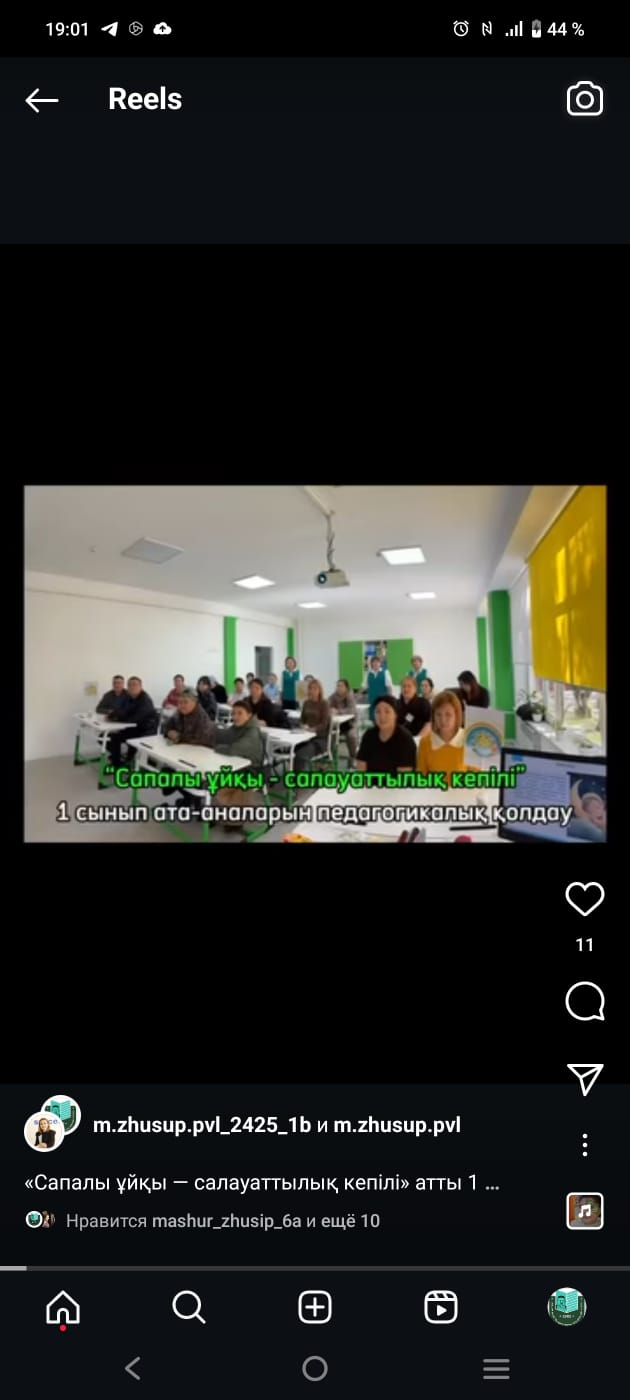 19:01
44 %
Reels
“Сапалы ұйқы - салауаттылық кепілі”
1 сынып ата-аналарын педагогикалық қолдау
11
m.zhusup.pvl_2425_1b и m.zhusup.pvl
«Сапалы ұйқы — салауаттылық кепілі» атты 1 ...
Нравится mashur_zhusip_6a и ещё 10